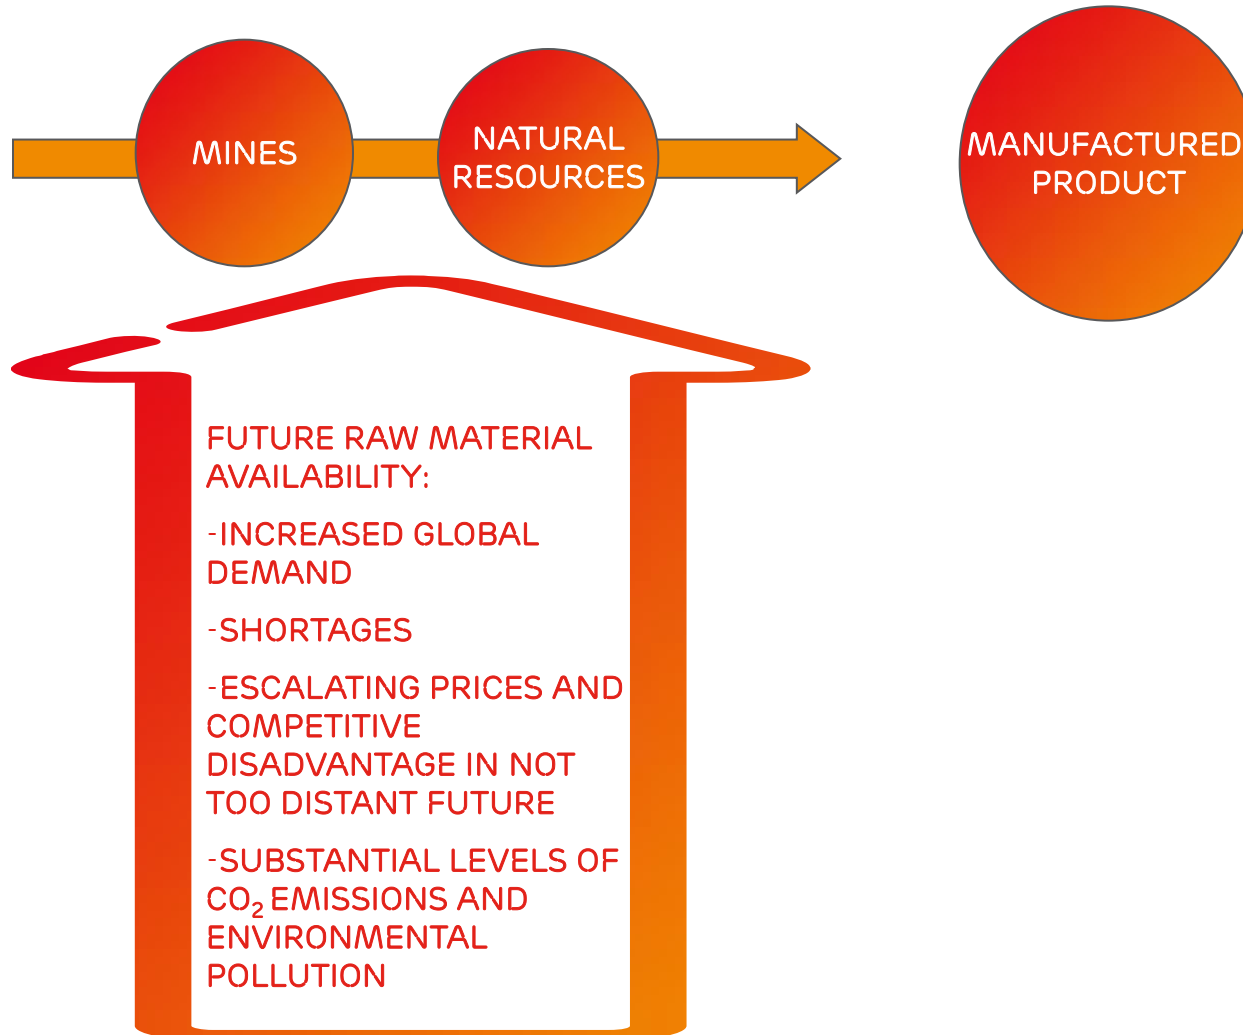 MINES
NATURAL
RESOURCES
MANUFACTURED
PRODUCT
FUTURE RAW MATERIAL
AVAILABILITY:
-INCREASED GLOBAL
DEMAND
-SHORTAGES
-ESCALATING PRICES AND
COMPETITIVE
DISADVANTAGE IN NOT
TOO DISTANT FUTURE
-SUBSTANTIAL LEVELS OF
CO₂ EMISSIONS AND
ENVIRONMENTAL
POLLUTION